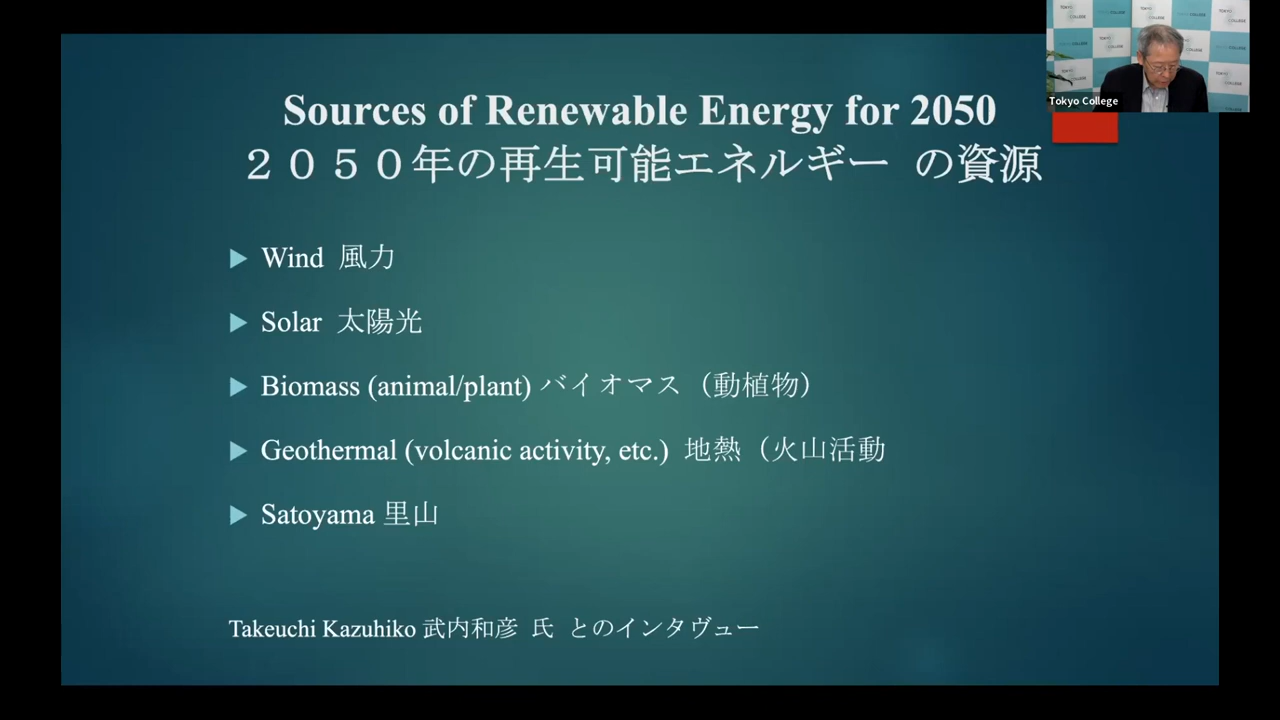 Sources of Renewable Energy for 2050
２０５０年の再生可能エネルギー の資源
Wind 風力
Solar 太陽光
Biomass (animal/plant) バイオマス（動植物）
Geothermal (volcanic activity, etc.) 地熱（火山活動
Satoyama 里山
Takeuchi Kazuhiko 武内和彦 氏 とのインタヴュー
Tokyo College